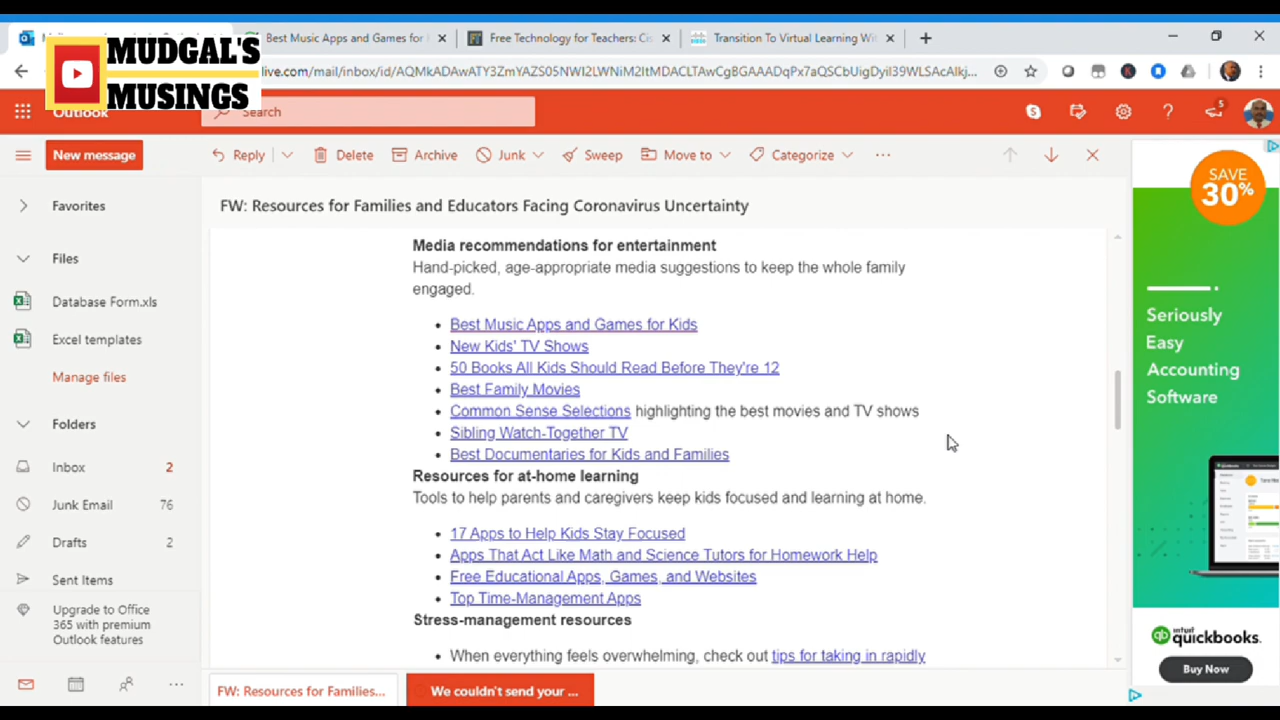 MUDGAL'S
MUSINGS
Best Music Apps and Games for
Free Technology for Teachers:
Transition To Virtual Learning
live.com/mail/inbox/id/
Outlook
Search
5
New message
Reply
Delete
Archive
Junk
Sweep
Move to
Categorize
Favorites
Files
Database Form.xls
Excel templates
Manage files
Folders
Inbox 2
Junk Email 76
Drafts 2
Sent Items
Upgrade to Office
365 with premium
Outlook features
FW: Resources for Families and Educators Facing Coronavirus Uncertainty
Media recommendations for entertainment
Hand-picked, age-appropriate media suggestions to keep the whole family
engaged.
• Best Music Apps and Games for Kids
• New Kids' TV Shows
• 50 Books All Kids Should Read Before They're 12
• Best Family Movies
• Common Sense Selections highlighting the best movies and TV shows
• Sibling Watch-Together TV
• Best Documentaries for Kids and Families
Resources for at-home learning
Tools to help parents and caregivers keep kids focused and learning at home.
• 17 Apps to Help Kids Stay Focused
• Apps That Act Like Math and Science Tutors for Homework Help
• Free Educational Apps, Games, and Websites
• Top Time-Management Apps
Stress-management resources
• When everything feels overwhelming, check out tips for taking in rapidly
FW: Resources for Families...
We couldn't send your ...
SAVE
30%
Seriously
Easy
Accounting
Software
intuit
quickbooks.
Buy Now